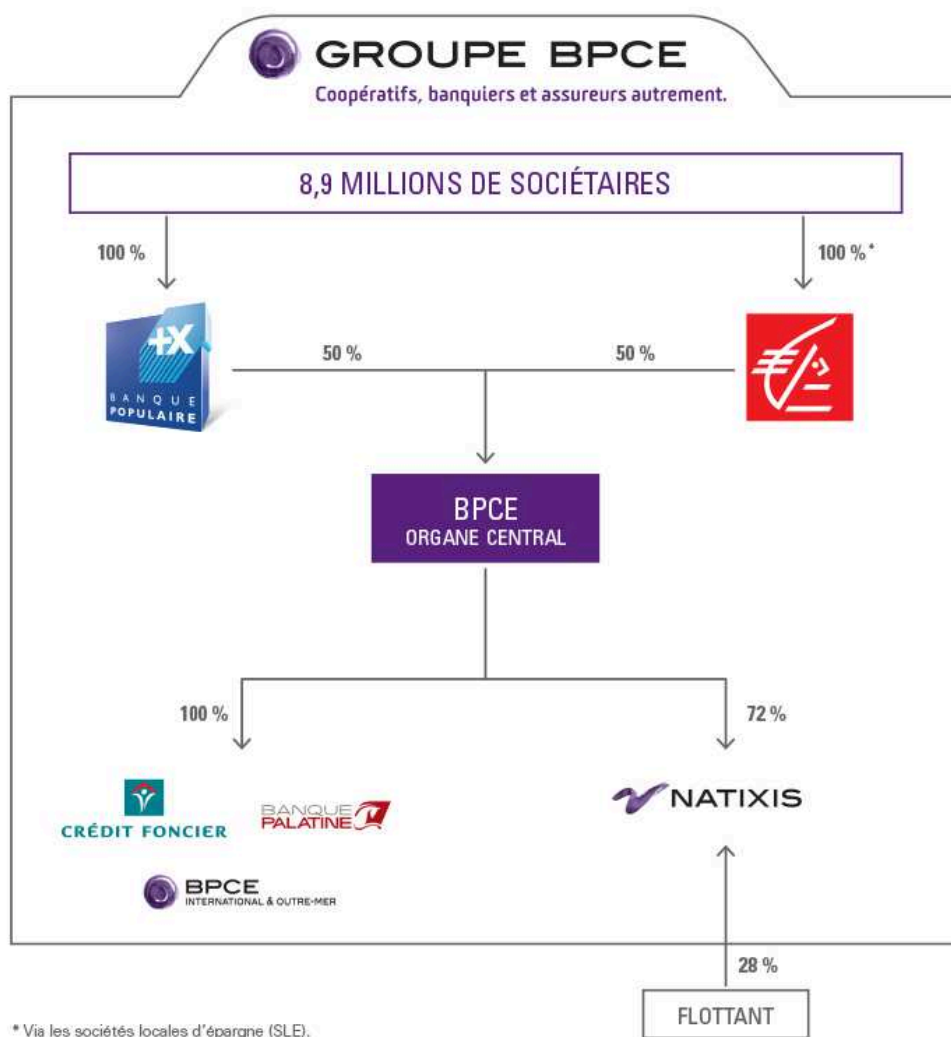 GROUPE BPCE
Coopératifs, banquiers et assureurs autrement.
8,9 MILLIONS DE SOCIÉTAIRES
100 %
100 %*
+X
BANQUE
POPULAIRE
50 %
50 %
BPCE
ORGANE CENTRAL
100 %
72 %
CRÉDIT FONCIER
BANQUE
PALATINE
NATIXIS
BPCE
INTERNATIONAL & OUTRE-MER
28 %
FLOTTANT
* Via les sociétés locales d'épargne (SLE).